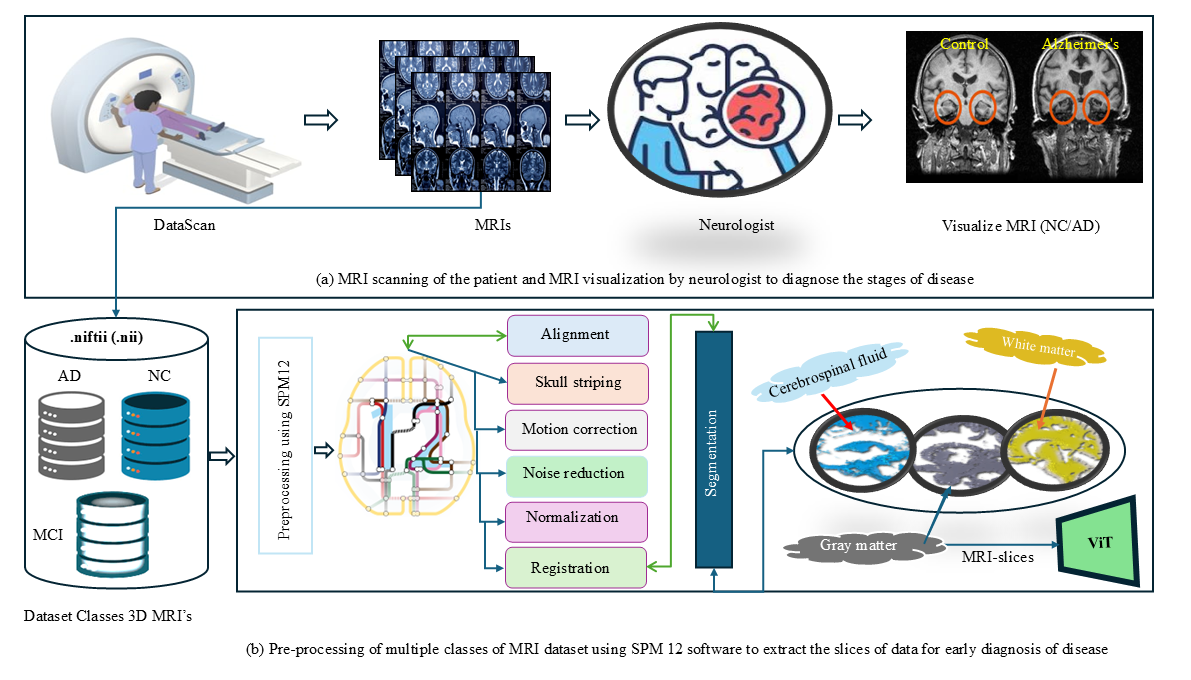 Control
Alzheimer's
DataScan
MRIs
Neurologist
Visualize MRI (NC/AD)
(a) MRI scanning of the patient and MRI visualization by neurologist to diagnose the stages of disease
.niftii (.nii)
AD
NC
MCI
Dataset Classes 3D MRI’s
Preprocessing using SPM12
Alignment
Skull striping
Motion correction
Noise reduction
Normalization
Registration
Segmentation
Cerebrospinal fluid
White matter
Gray matter
MRI-slices
ViT
(b) Pre-processing of multiple classes of MRI dataset using SPM 12 software to extract the slices of data for early diagnosis of disease